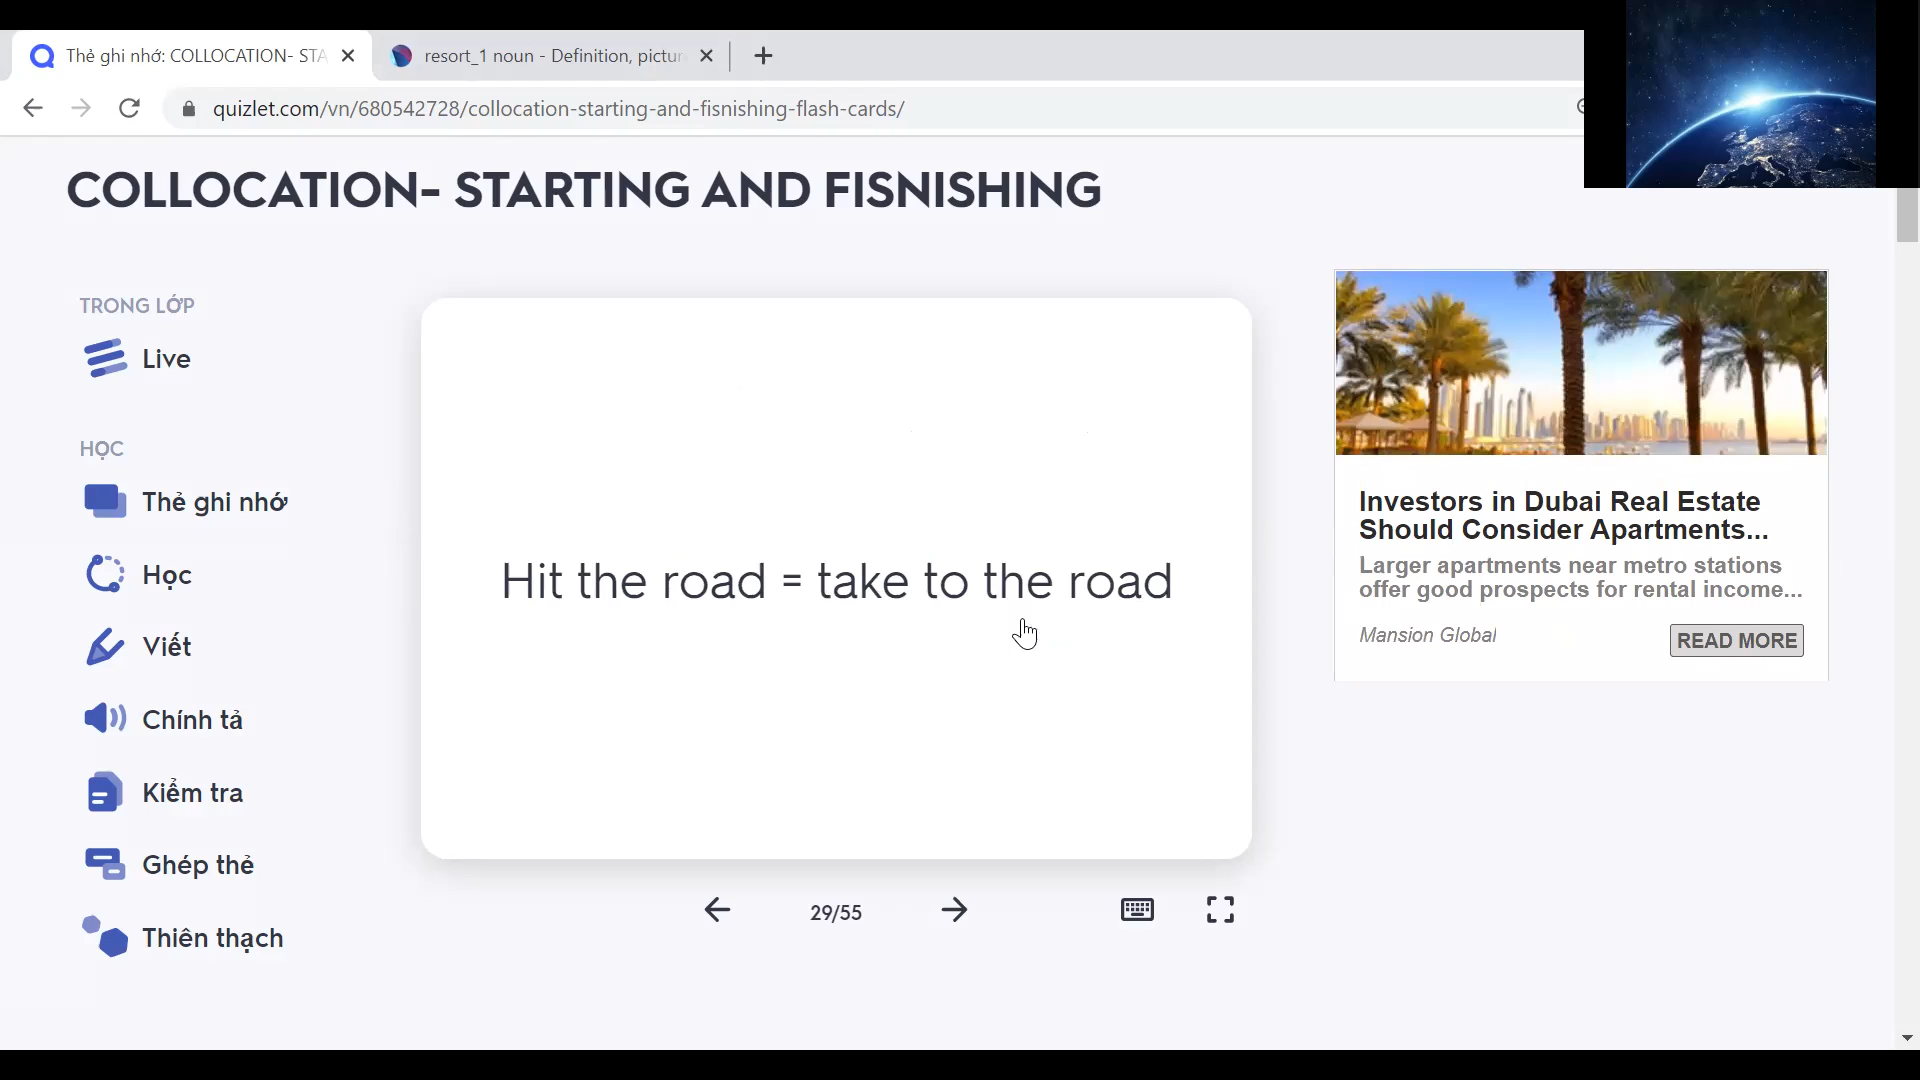 Thẻ ghi nhớ: COLLOCATION- STA
resort_1 noun - Definition, pictur
quizlet.com/vn/680542728/collocation-starting-and-fisnishing-flash-cards/
COLLOCATION- STARTING AND FISNISHING
TRONG LỚP
Live
HỌC
Thẻ ghi nhớ
Học
Viết
Chính tả
Kiểm tra
Ghép thẻ
Thiên thạch
Hit the road = take to the road
29/55
Investors in Dubai Real Estate
Should Consider Apartments...
Larger apartments near metro stations
offer good prospects for rental income...
Mansion Global
READ MORE